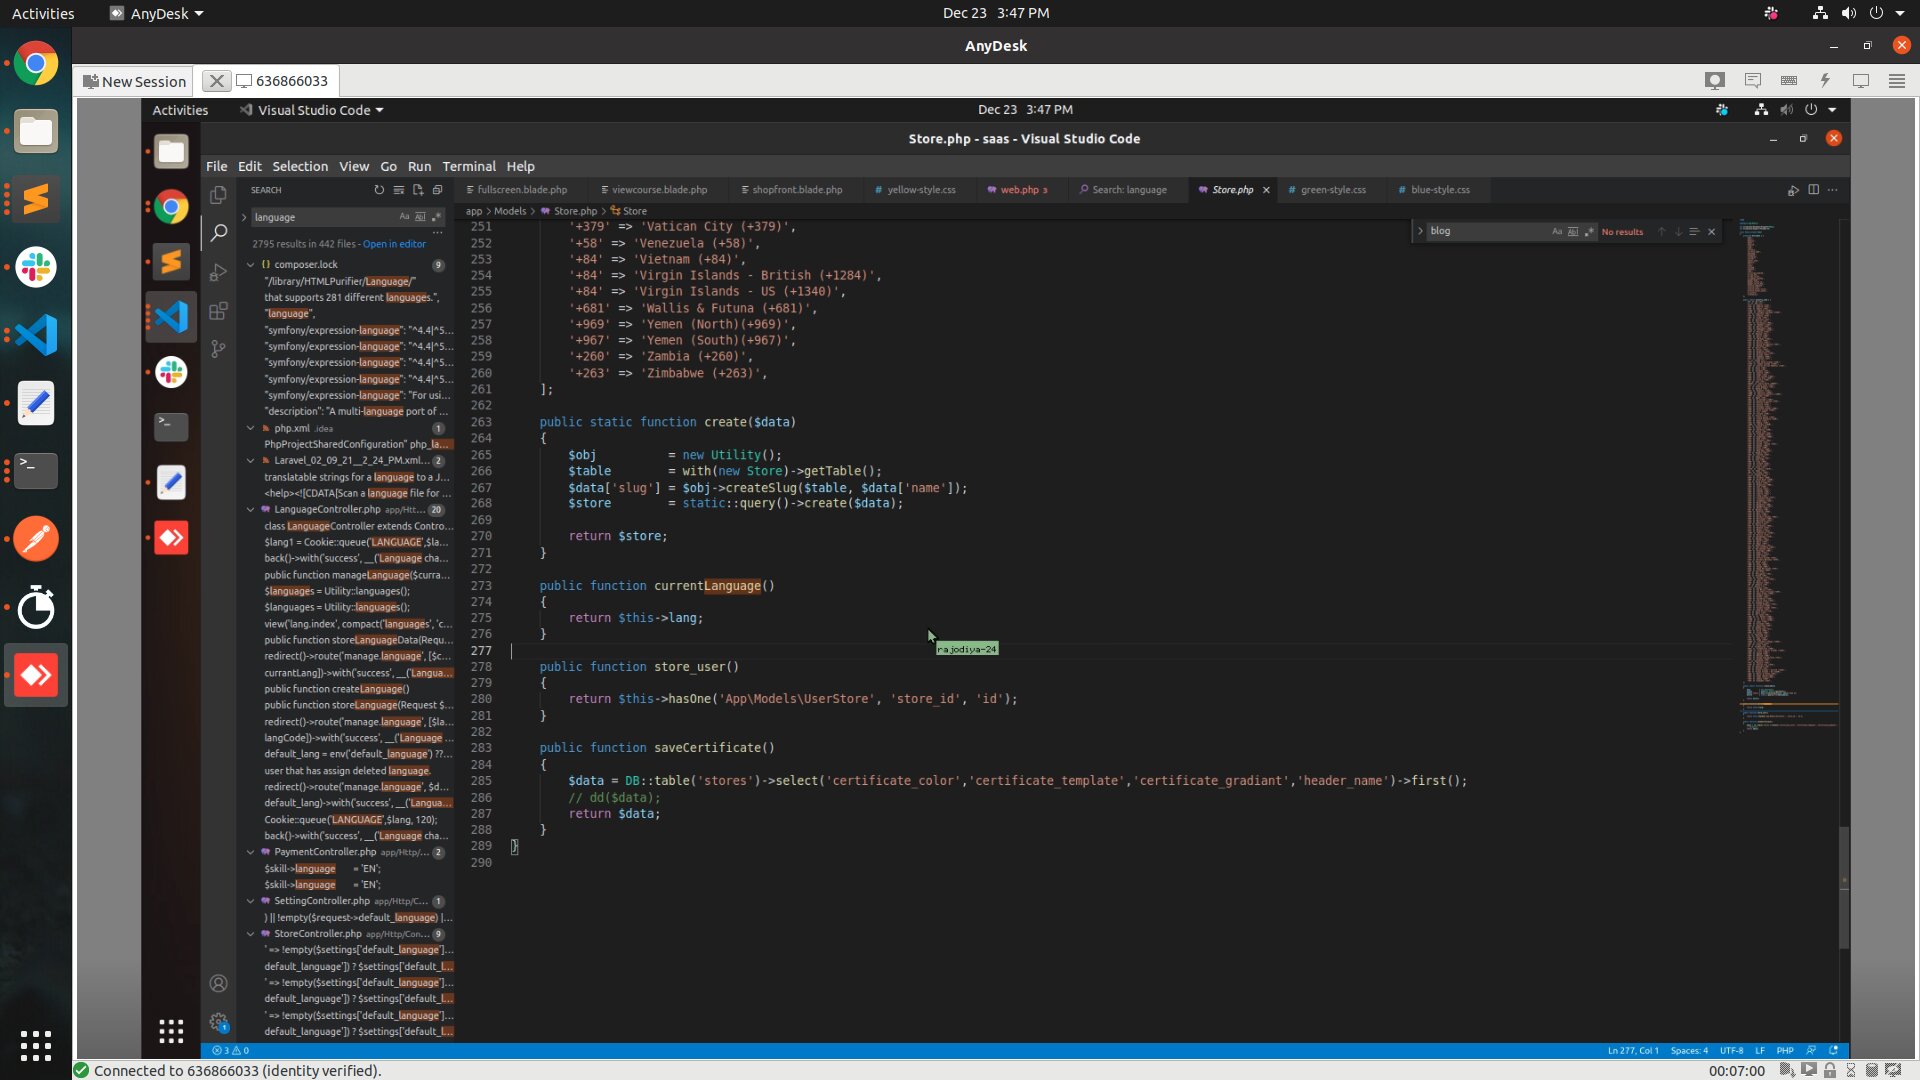 Activities AnyDesk Dec 23 3:47 PM
AnyDesk
New Session 636866033
Activities Visual Studio Code Dec 23 3:47 PM
Store.php - saas - Visual Studio Code
File Edit Selection View Go Run Terminal Help
SEARCH
fullscreen.blade.php viewcourse.blade.php shopfront.blade.php yellow-style.css web.php 3 Search: language Store.php green-style.css blue-style.css
app > Models > Store.php > Store
language
2795 results in 442 files - Open in editor
composer.lock 9
"/library/HTMLPurifier/Language/"
that supports 281 different languages.",
"language",
"symfony/expression-language": "^4.4|^5...
"symfony/expression-language": "^4.4|^5...
"symfony/expression-language": "^4.4|^5...
"symfony/expression-language": "^4.4|^5...
"symfony/expression-language": "For usi...
"description": "A multi-language port of ...
php.xml .idea 1
PhpProjectSharedConfiguration" php_la...
Laravel_02_09_21__2_24_PM.xml... 2
translatable strings for a language to a J...
<help><![CDATA[Scan a language file for ...
LanguageController.php app/Htt... 20
class LanguageController extends Contro...
$lang1 = Cookie::queue('LANGUAGE',$la...
back()->with('success', __('Language cha...
public function manageLanguage($curra...
$languages = Utility::languages();
$languages = Utility::languages();
view('lang.index', compact('languages', 'c...
public function storeLanguageData(Requ...
redirect()->route('manage.language', [$c...
currantLang])->with('success', __('Langua...
public function createLanguage()
public function storeLanguage(Request $...
redirect()->route('manage.language', [$la...
langCode])->with('success', __('Language ...
default_lang = env('default_language') ??...
user that has assign deleted language.
redirect()->route('manage.language', $d...
default_lang)->with('success', __('Langua...
Cookie::queue('LANGUAGE',$lang, 120);
back()->with('success', __('Language cha...
PaymentController.php app/Http/... 2
$skill->language = 'EN';
$skill->language = 'EN';
SettingController.php app/Http/C... 1
) || !empty($request->default_language) |...
StoreController.php app/Http/Con... 9
' => !empty($settings['default_language']...
default_language']) ? $settings['default_l...
' => !empty($settings['default_language']...
default_language']) ? $settings['default_l...
' => !empty($settings['default_language']...
default_language']) ? $settings['default_l...
blog No results
251 '+379' => 'Vatican City (+379)',
252 '+58' => 'Venezuela (+58)',
253 '+84' => 'Vietnam (+84)',
254 '+84' => 'Virgin Islands - British (+1284)',
255 '+84' => 'Virgin Islands - US (+1340)',
256 '+681' => 'Wallis & Futuna (+681)',
257 '+969' => 'Yemen (North)(+969)',
258 '+967' => 'Yemen (South)(+967)',
259 '+260' => 'Zambia (+260)',
260 '+263' => 'Zimbabwe (+263)',
261 ];
262
263 public static function create($data)
264 {
265 $obj = new Utility();
266 $table = with(new Store)->getTable();
267 $data['slug'] = $obj->createSlug($table, $data['name']);
268 $store = static::query()->create($data);
269
270 return $store;
271 }
272
273 public function currentLanguage()
274 {
275 return $this->lang;
276 }
277
rajodiya-24
278 public function store_user()
279 {
280 return $this->hasOne('App\Models\UserStore', 'store_id', 'id');
281 }
282
283 public function saveCertificate()
284 {
285 $data = DB::table('stores')->select('certificate_color','certificate_template','certificate_gradiant','header_name')->first();
286 // dd($data);
287 return $data;
288 }
289 }
290
3 0 Ln 277, Col 1 Spaces: 4 UTF-8 LF PHP
Connected to 636866033 (identity verified). 00:07:00